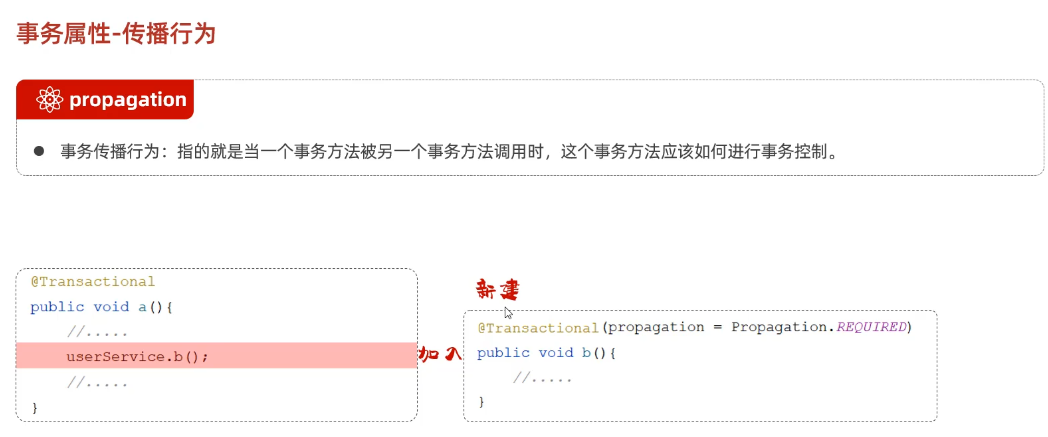 事务属性-传播行为
propagation
事务传播行为：指的就是当一个事务方法被另一个事务方法调用时，这个事务方法应该如何进行事务控制。
@Transactional
public void a(){
//.....
userService.b();
//.....
}
加入
新建
@Transactional(propagation = Propagation.REQUIRED)
public void b(){
//.....
}